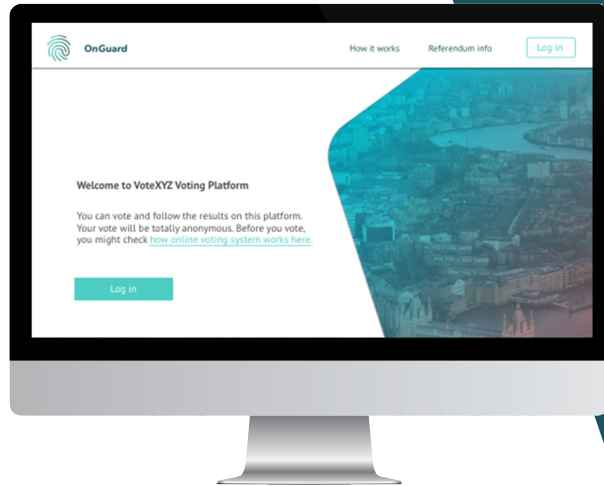 OnGuard
How it works
Referendum info
Log in
Welcome to VoteXYZ Voting Platform
You can vote and follow the results on this platform.
Your vote will be totally anonymous. Before you vote,
you might check how online voting system works here.
Log in